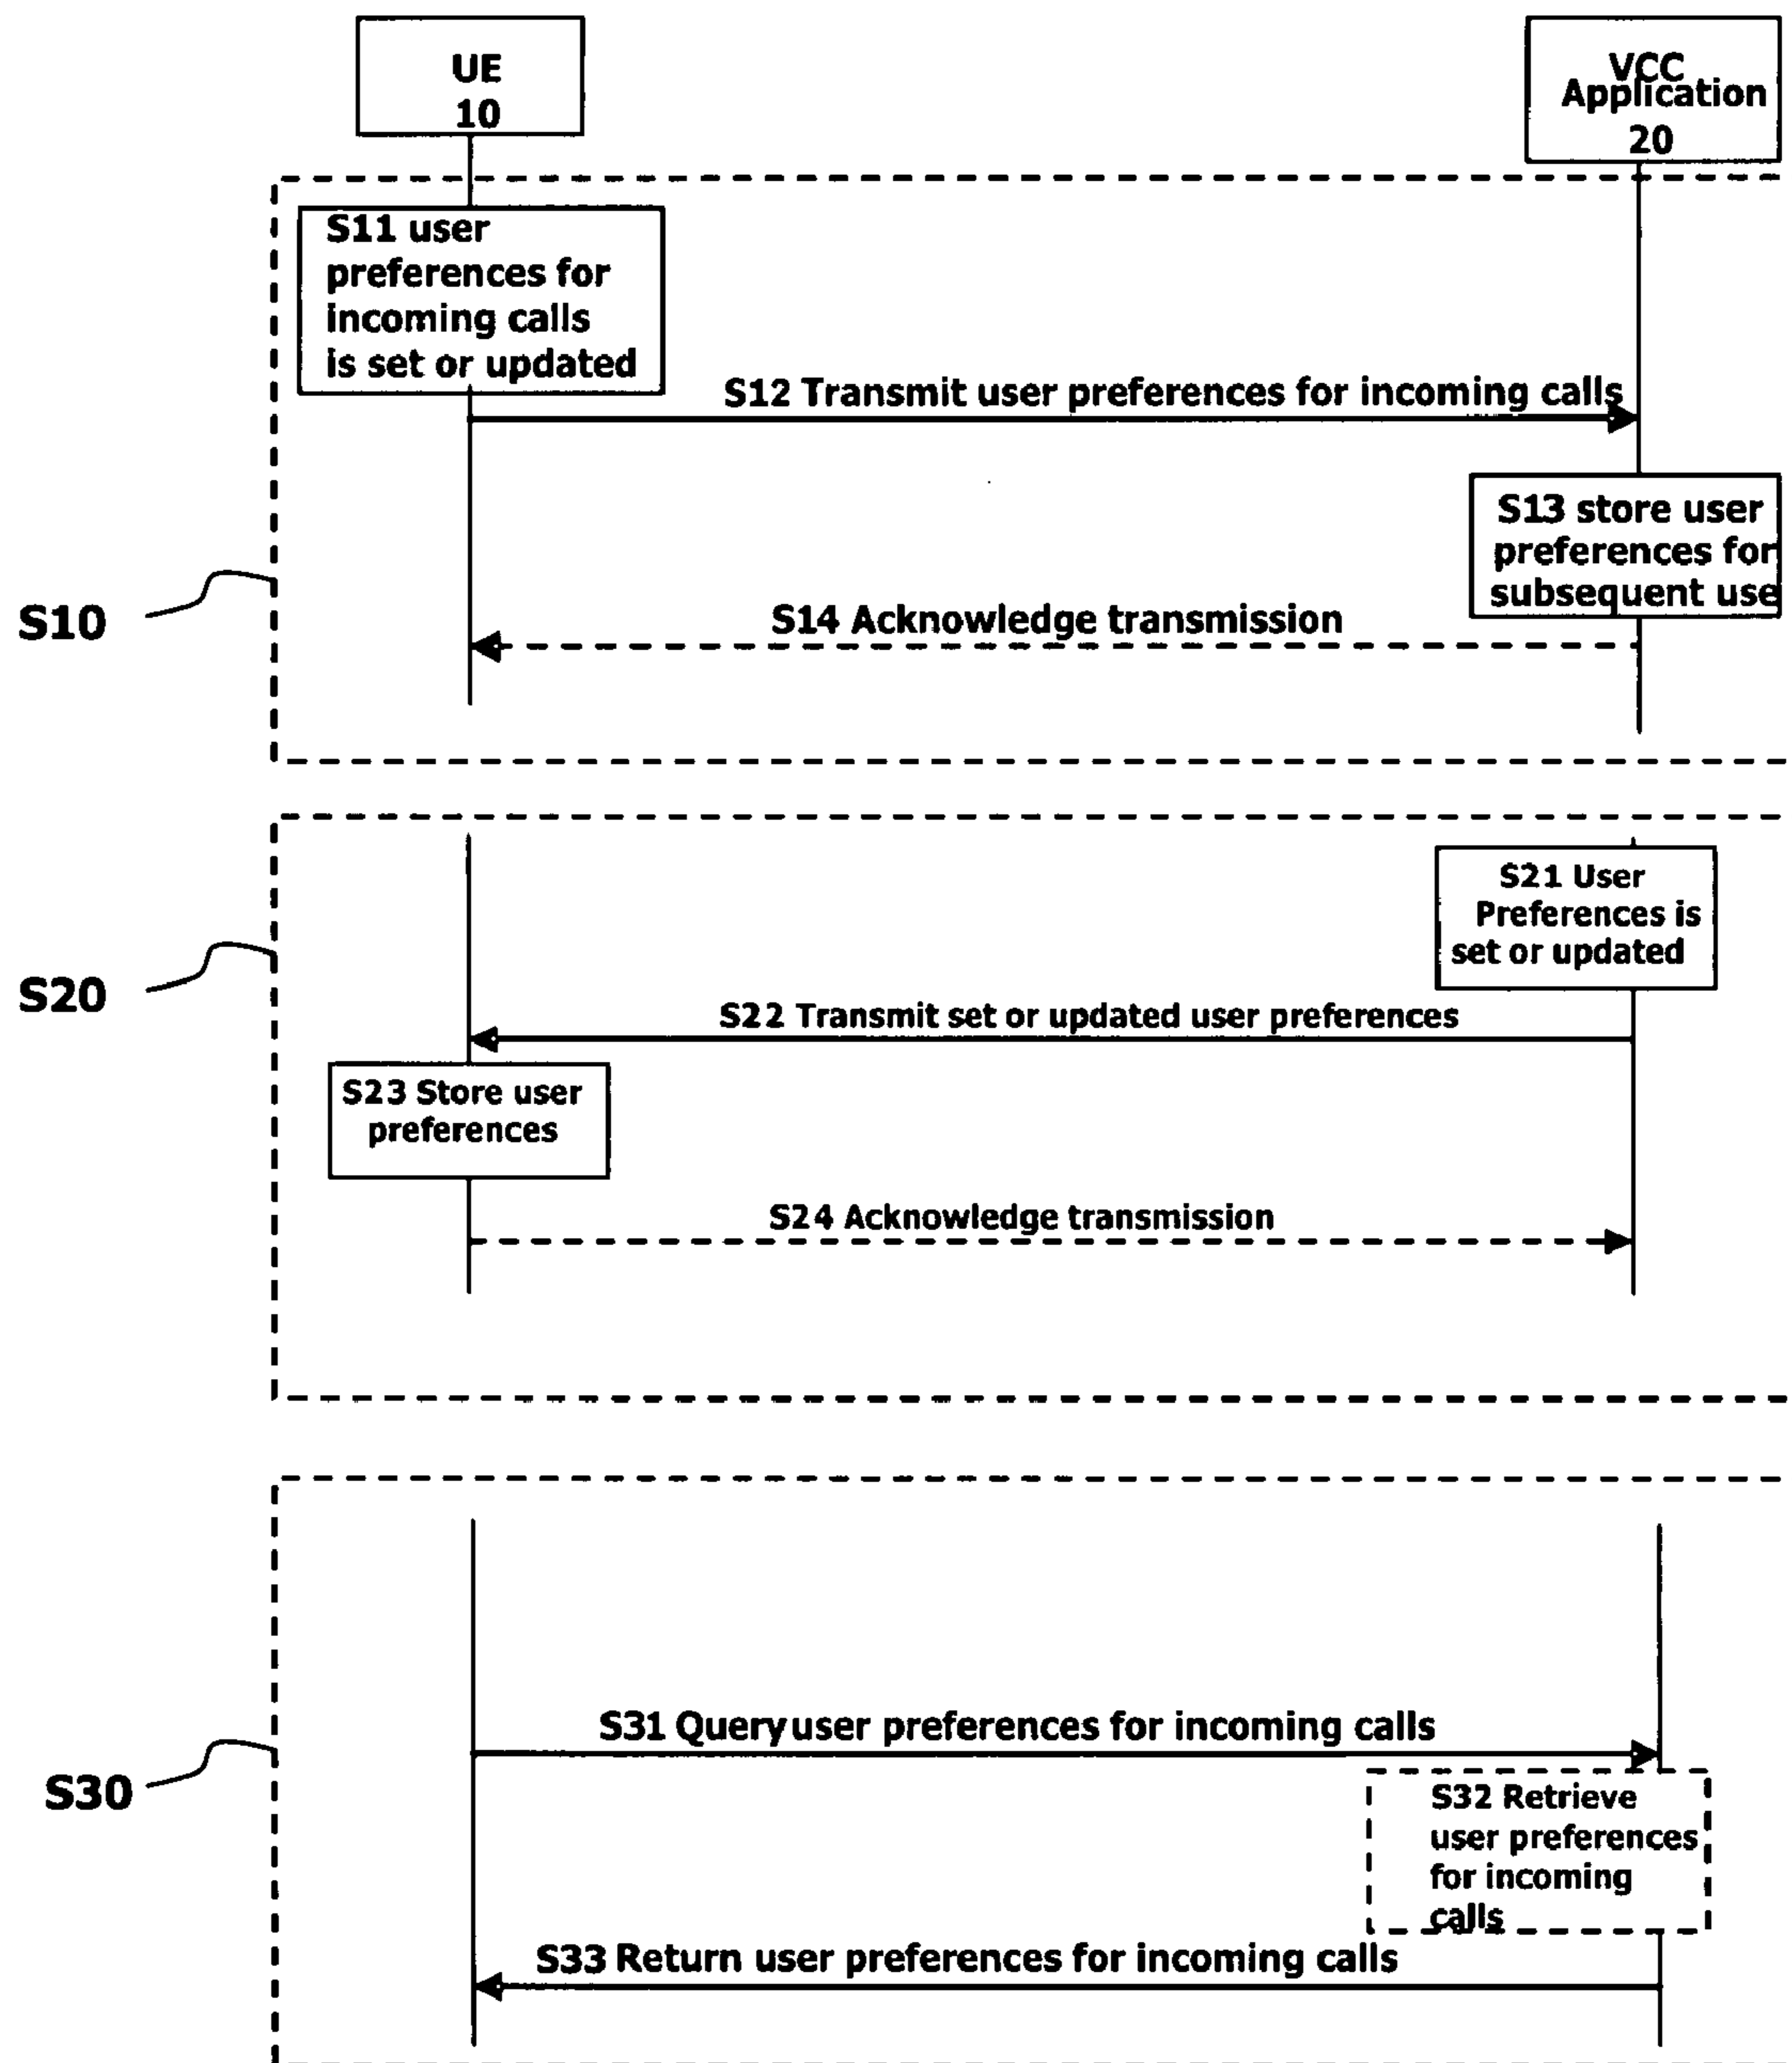 UE
10
VCC
Application
20
S11 user
preferences for
incoming calls
is set or updated
S12 Transmit user preferences for incoming calls
S13 store user
preferences for
subsequent use
S10
S14 Acknowledge transmission
S21 User
Preferences is
set or updated
S20
S22 Transmit set or updated user preferences
S23 Store user
preferences
S24 Acknowledge transmission
S31 Query user preferences for incoming calls
S30
S32 Retrieve
user preferences
for incoming
calls
S33 Return user preferences for incoming calls